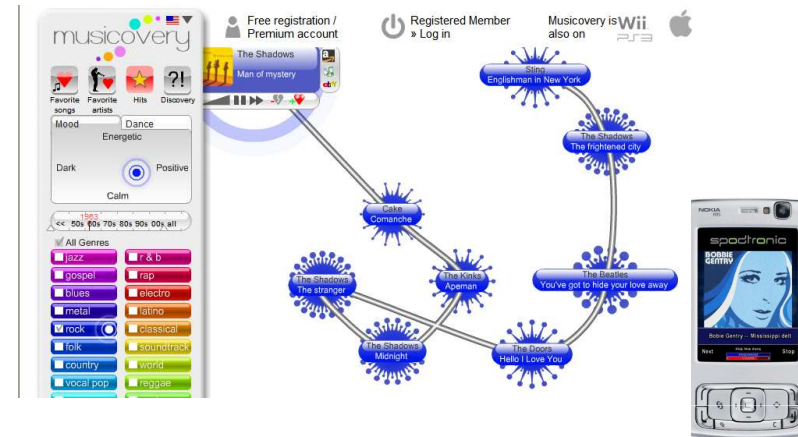 musicovery
Free registration /
Premium account
Registered Member
» Log in
Musicovery is
also on
Wii
PS3
Favorite
songs
Favorite
artists
Hits
?!
Discovery
Mood
Dance
Energetic
Dark
Positive
Calm
1963
<< 50s 60s 70s 80s 90s 00s all
All Genres
jazz
r & b
gospel
rap
blues
electro
metal
latino
rock
classical
folk
soundtrack
country
world
vocal pop
reggae
The Shadows
Man of mystery
a
ebY
Sting
Englishman in New York
The Shadows
The frightened city
Cake
Comanche
The Shadows
The stranger
The Kinks
Apeman
The Beatles
You've got to hide your love away
The Shadows
Midnight
The Doors
Hello I Love You
NOKIA
spodtronic
BOBBIE
GENTRY
Bobie Gentry -- Mississippi delt
Next
Stop
C